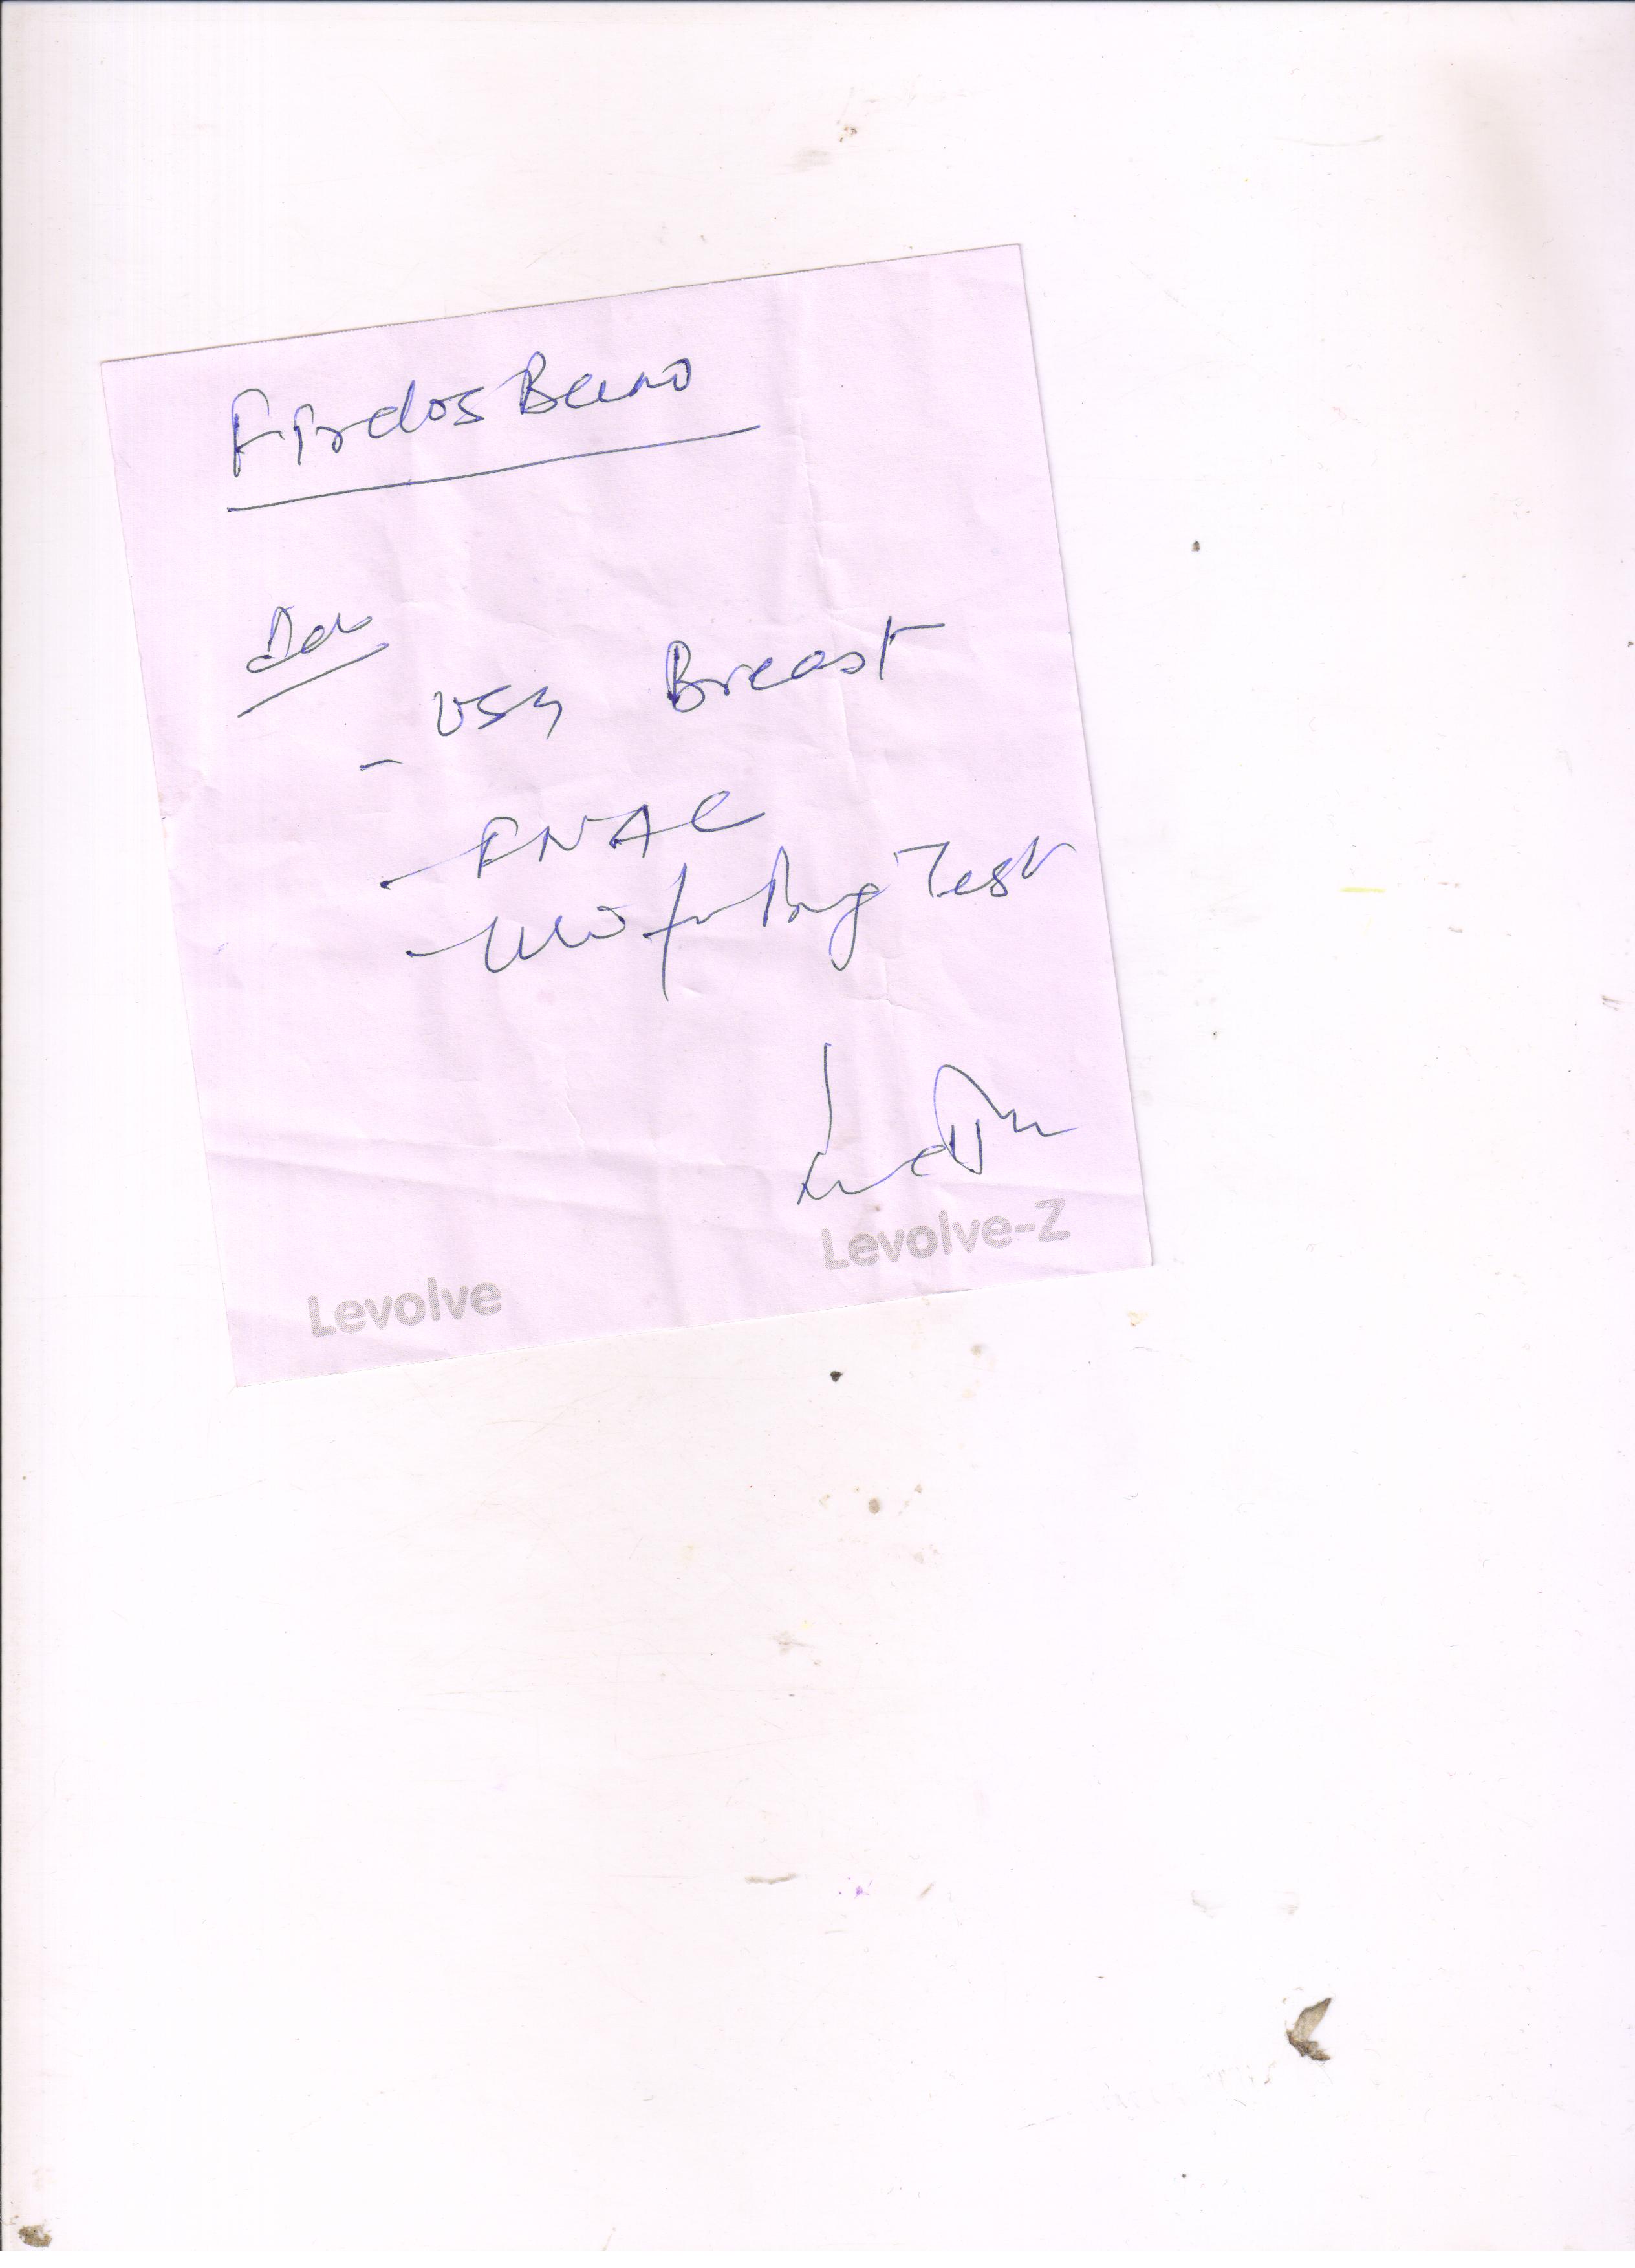 Firdos Bano
Adv
- USG Breast
- FNAC
- Urine for Preg Test
Levolve Levolve-Z